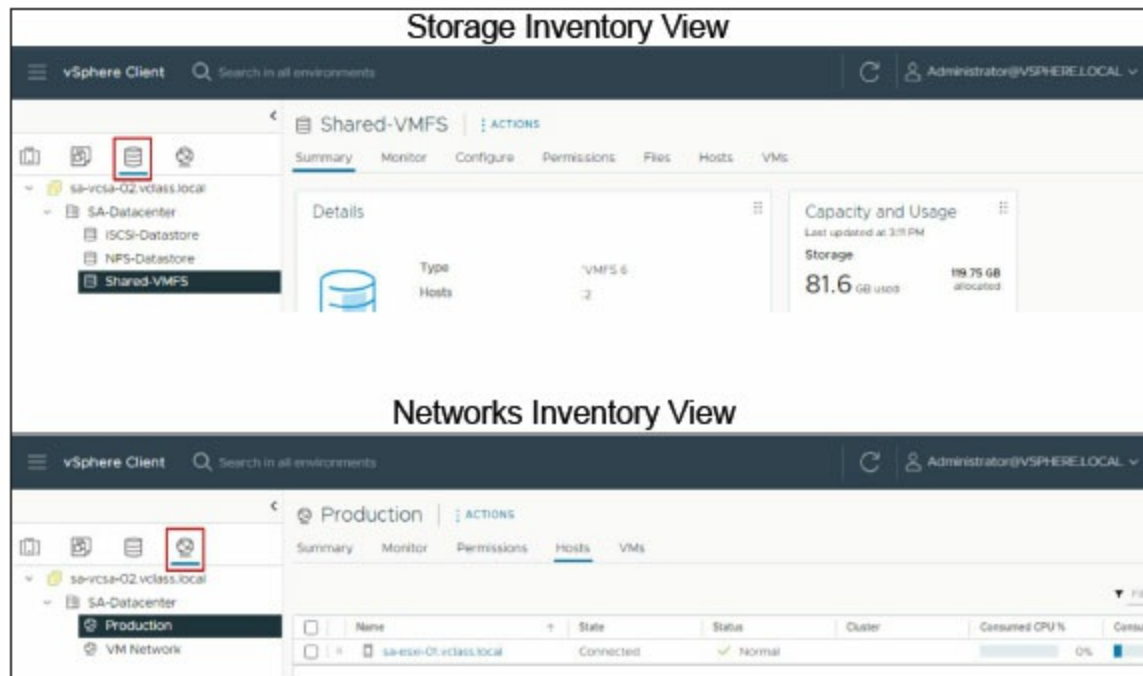 Storage Inventory View
vSphere Client Search in all environments Administrator@VSPHERE.LOCAL
Shared-VMFS ACTIONS
Summary Monitor Configure Permissions Files Hosts VMs
sa-vcsa-02.vclass.local
SA-Datacenter
iSCSI-Datastore
NFS-Datastore
Shared-VMFS
Details
Type VMFS 6
Hosts 2
Capacity and Usage
Last updated at 3:11 PM
Storage
81.6 GB used 119.75 GB allocated
Networks Inventory View
vSphere Client Search in all environments Administrator@VSPHERE.LOCAL
Production ACTIONS
Summary Monitor Permissions Hosts VMs
sa-vcsa-02.vclass.local
SA-Datacenter
Production
VM Network
Name State Status Cluster Consumed CPU %
sa-esxi-01.vclass.local Connected Normal 0%